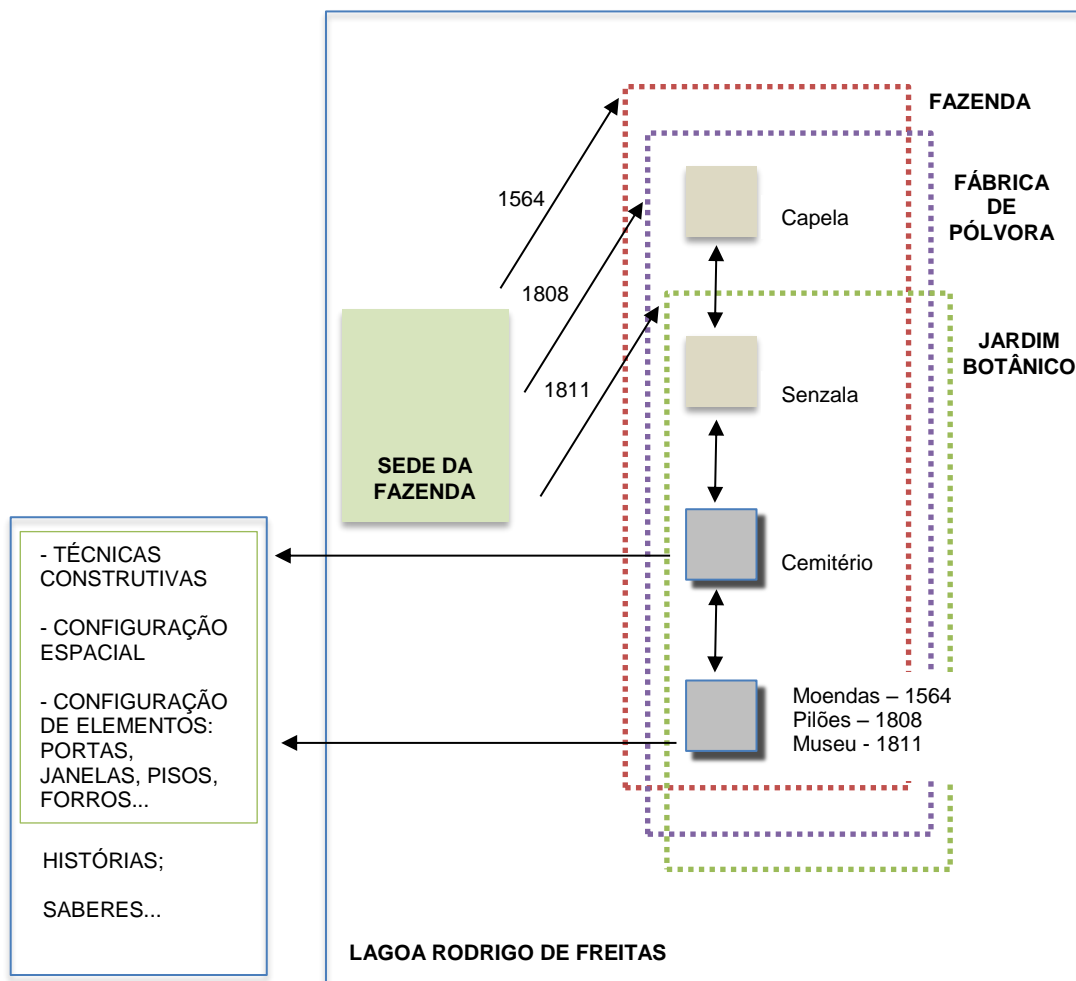 FAZENDA
FÁBRICA
DE
PÓLVORA
JARDIM
BOTÂNICO
1564
1808
1811
Capela
Senzala
Cemitério
Moendas – 1564
Pilões – 1808
Museu - 1811
SEDE DA
FAZENDA
- TÉCNICAS
CONSTRUTIVAS
- CONFIGURAÇÃO
ESPACIAL
- CONFIGURAÇÃO
DE ELEMENTOS:
PORTAS,
JANELAS, PISOS,
FORROS...
HISTÓRIAS;
SABERES...
LAGOA RODRIGO DE FREITAS